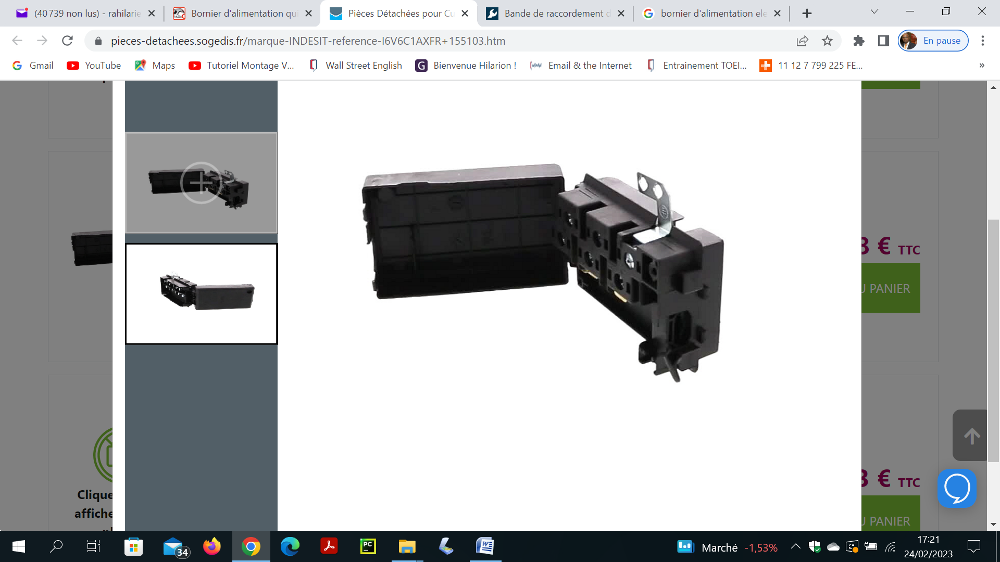 (40 739 non lus) - rahilarie
Bornier d'alimentation qui
Pièces Détachées pour Cu
Bande de raccordement d
bornier d'alimentation ele
pieces-detachees.sogedis.fr/marque-INDESIT-reference-I6V6C1AXFR+155103.htm
En pause
Gmail
YouTube
Maps
Tutoriel Montage V...
Wall Street English
Bienvenue Hilarion !
Email & the Internet
Entrainement TOEI...
11 12 7 799 225 FE...
»
€ TTC
U PANIER
€ TTC
U PANIER
Clique
affiche
34
PC
Marché -1,53%
17:21
24/02/2023